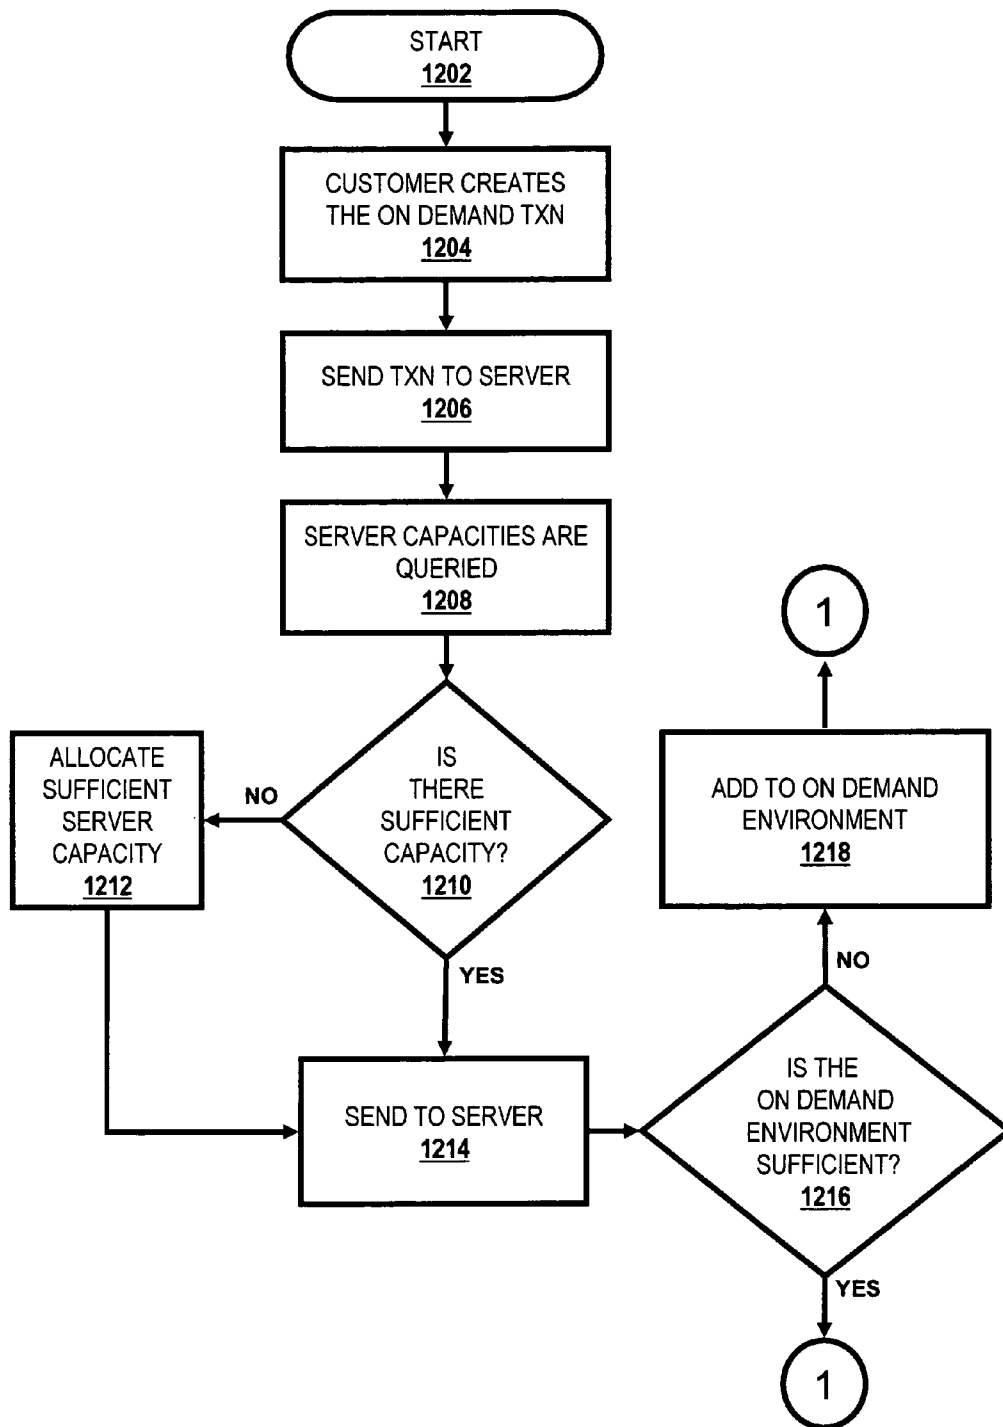 START
1202
CUSTOMER CREATES
THE ON DEMAND TXN
1204
SEND TXN TO SERVER
1206
SERVER CAPACITIES ARE
QUERIED
1208
IS
THERE
SUFFICIENT
CAPACITY?
1210
NO
ALLOCATE
SUFFICIENT
SERVER
CAPACITY
1212
YES
SEND TO SERVER
1214
IS THE
ON DEMAND
ENVIRONMENT
SUFFICIENT?
1216
NO
ADD TO ON DEMAND
ENVIRONMENT
1218
1
YES
1